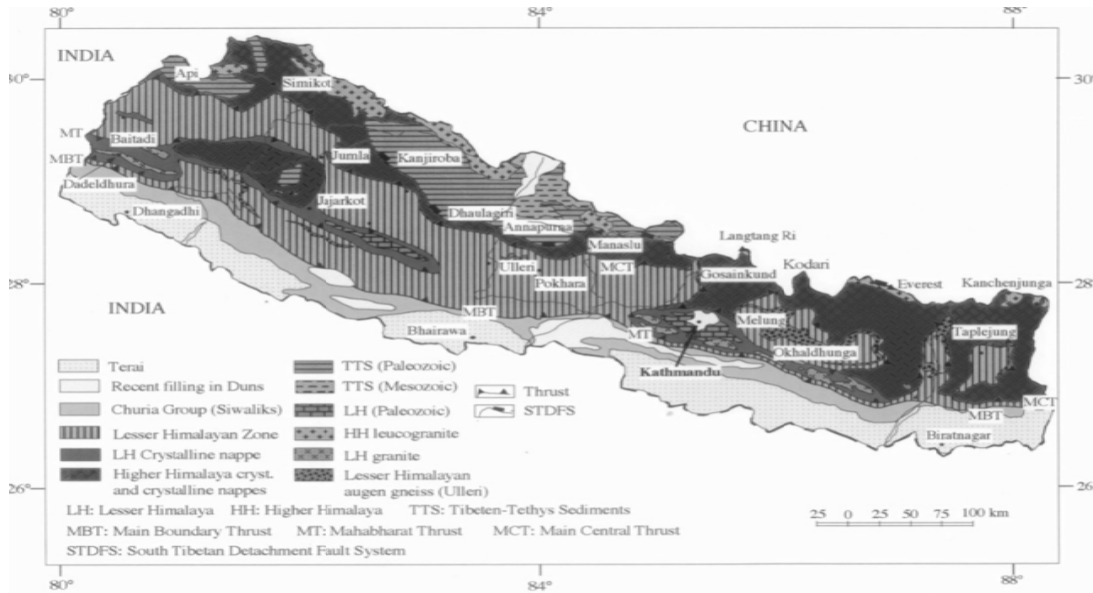 80° 84° 88°
INDIA
30° 30°
Api
Simikot
CHINA
MT
Baitadi
MBT
Jumla
Kanjiroba
Dadeldhura
Dhangadhi
Jajarkot
Dhaulagiri
Annapurna
Manaslu
Langtang Ri
Ulleri
MCT
Gosainkund
Kodari
28° 28°
Pokhara
Everest
Kanchenjunga
INDIA
MBT
Melung
Taplejung
Bhairawa
MT
Okhaldhunga
Kathmandu
MCT
MBT
Biratnagar
Terai
Recent filling in Duns
Churia Group (Siwaliks)
Lesser Himalayan Zone
LH Crystalline nappe
Higher Himalaya cryst.
and crystalline nappes
TTS (Paleozoic)
TTS (Mesozoic)
LH (Paleozoic)
HH leucogranite
LH granite
Lesser Himalayan
augen gneiss (Ulleri)
Thrust
STDFS
26° 26°
LH: Lesser Himalaya HH: Higher Himalaya TTS: Tibeten-Tethys Sediments
MBT: Main Boundary Thrust MT: Mahabharat Thrust MCT: Main Central Thrust
STDFS: South Tibetan Detachment Fault System
25 0 25 50 75 100 km
80° 84° 88°